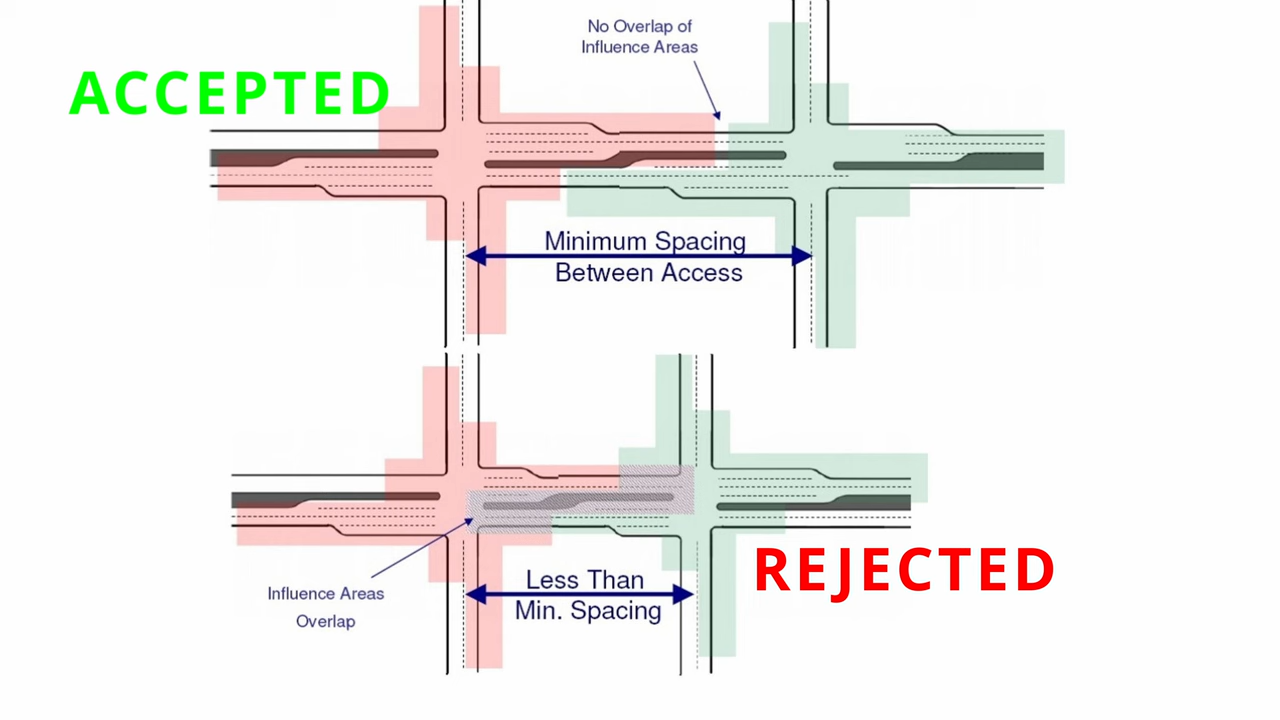 No Overlap of
Influence Areas
ACCEPTED
Minimum Spacing
Between Access
REJECTED
Less Than
Min. Spacing
Influence Areas
Overlap